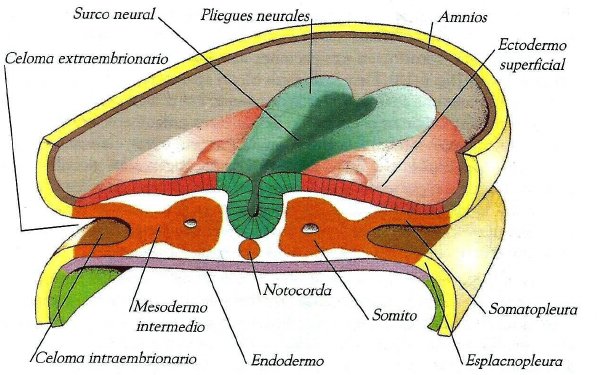 Surco neural
Pliegues neurales
Amnios
Ectodermo
superficial
Celoma extraembrionario
Notocorda
Mesodermo
intermedio
Somito
Somatopleura
Celoma intraembrionario
Endodermo
Esplacnopleura